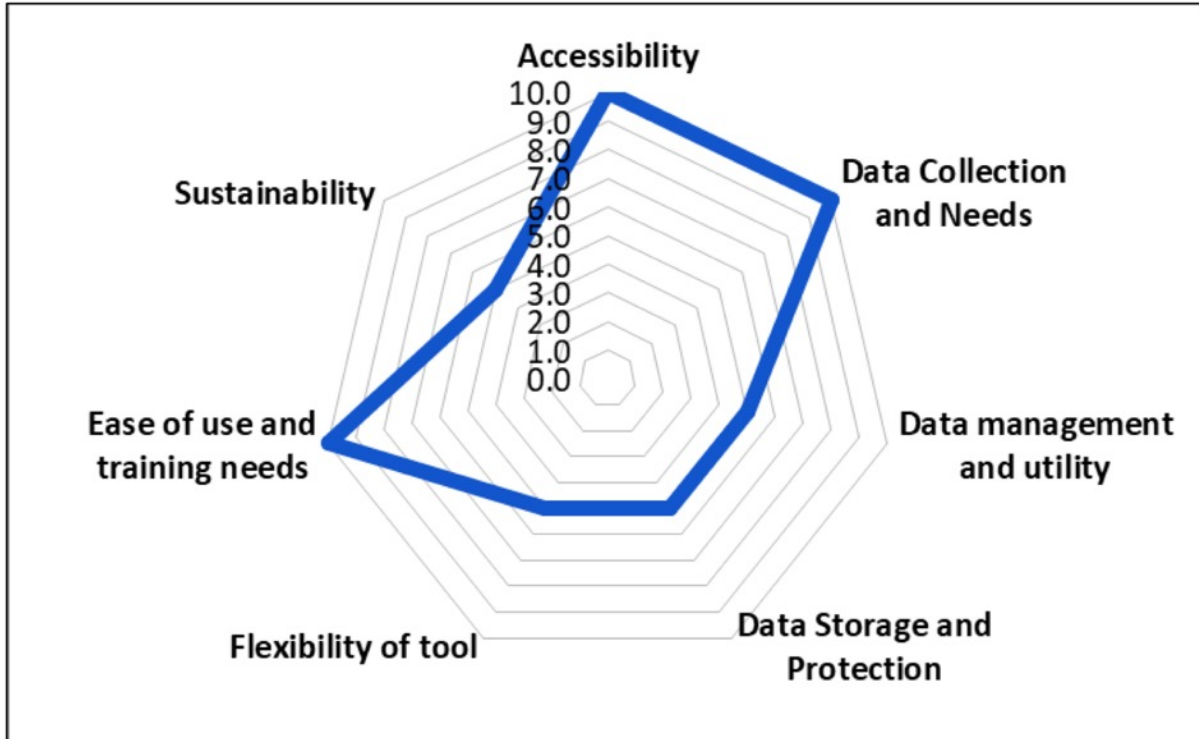 Accessibility
10.0
9.0
8.0
7.0
6.0
5.0
4.0
3.0
2.0
1.0
0.0
Data Collection
and Needs
Data management
and utility
Data Storage and
Protection
Flexibility of tool
Ease of use and
training needs
Sustainability